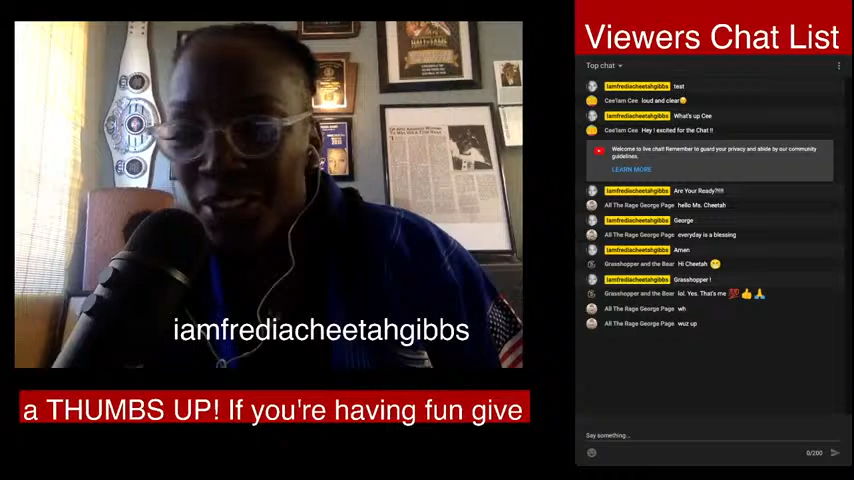 Viewers Chat List
Top chat
Iamfrediacheetahgibbs test
Cee'Iam Cee loud and clear
Iamfrediacheetahgibbs What's up Cee
Cee'Iam Cee Hey ! excited for the Chat !!
Welcome to live chat! Remember to guard your privacy and abide by our community
guidelines.
LEARN MORE
Iamfrediacheetahgibbs Are Your Ready?!!!!
All The Rage George Page hello Ms. Cheetah
Iamfrediacheetahgibbs George
All The Rage George Page everyday is a blessing
Iamfrediacheetahgibbs Amen
Grasshopper and the Bear Hi Cheetah 😁
Iamfrediacheetahgibbs Grasshopper !
Grasshopper and the Bear lol. Yes. That's me 💯👍🙏
All The Rage George Page wh
All The Rage George Page wuz up
Say something...
0/200
iamfrediacheetahgibbs
a THUMBS UP! If you're having fun give